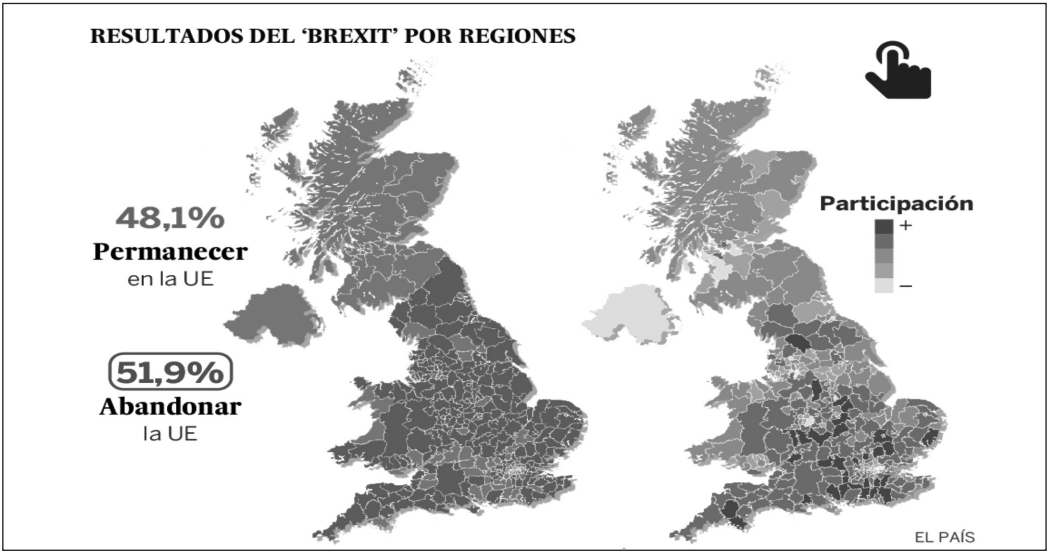 RESULTADOS DEL ‘BREXIT’ POR REGIONES
48,1%
Permanecer
en la UE
51,9%
Abandonar
la UE
Participación
+
−
EL PAÍS